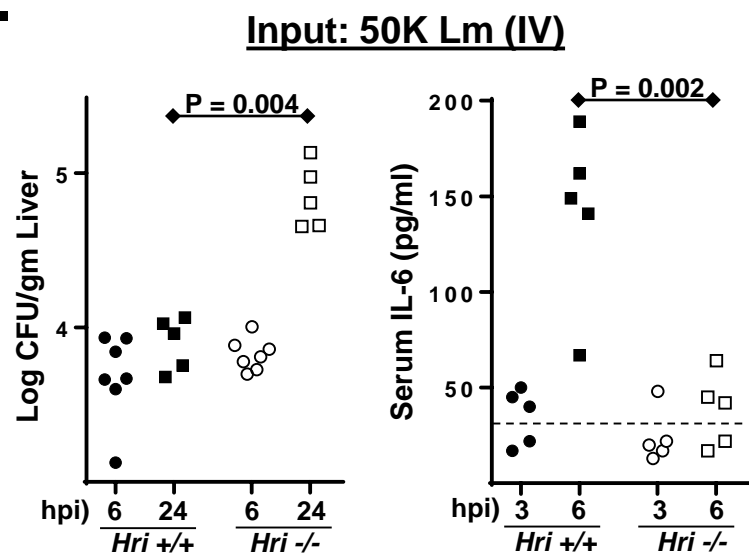 Input: 50K Lm (IV)
P = 0.004
5
4
Log CFU/gm Liver
hpi) 6 24 6 24
Hri +/+ Hri -/-
P = 0.002
200
150
100
50
Serum IL-6 (pg/ml)
hpi) 3 6 3 6
Hri +/+ Hri -/-